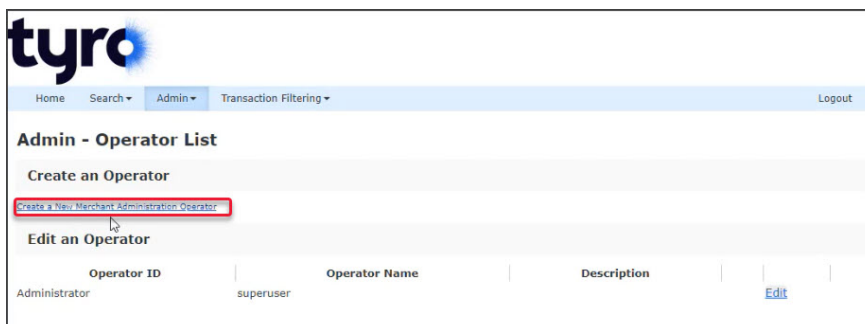 tyro
Home Search Admin Transaction Filtering Logout
Admin - Operator List
Create an Operator
Create a New Merchant Administration Operator
Edit an Operator
Operator ID Operator Name Description
Administrator superuser Edit